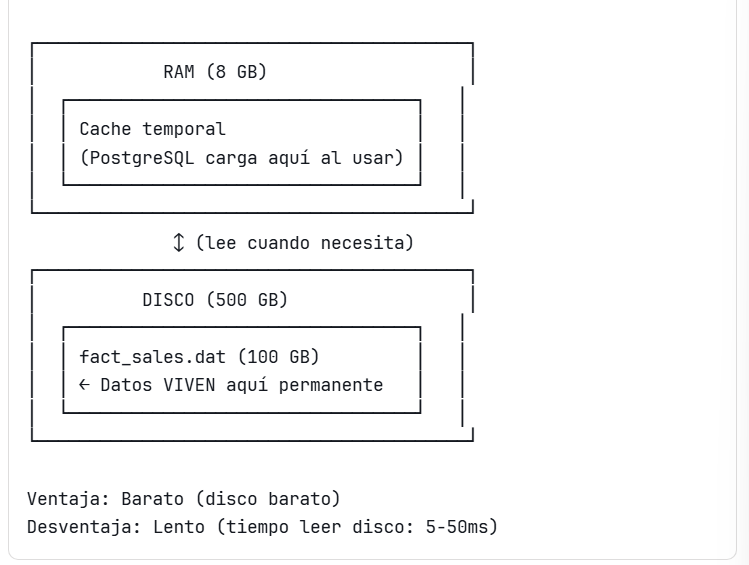 RAM (8 GB)
Cache temporal
(PostgreSQL carga aquí al usar)
↕ (lee cuando necesita)
DISCO (500 GB)
fact_sales.dat (100 GB)
← Datos VIVEN aquí permanente
Ventaja: Barato (disco barato)
Desventaja: Lento (tiempo leer disco: 5-50ms)